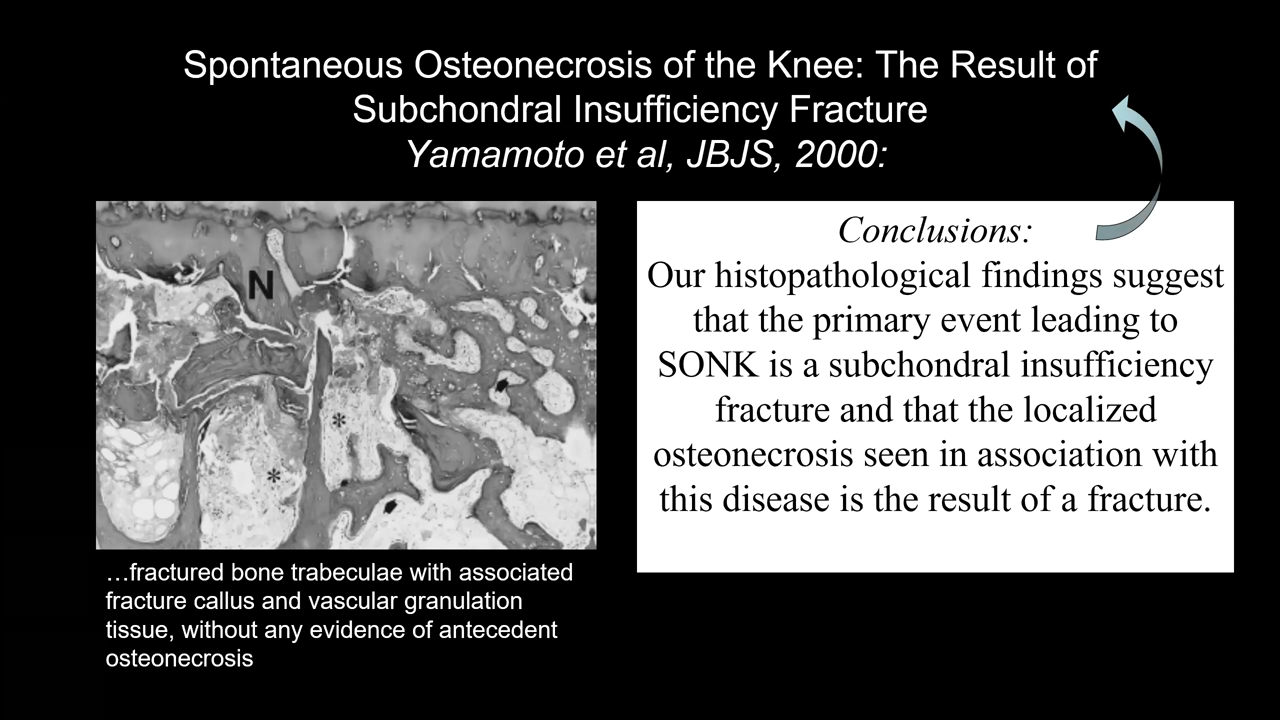 Spontaneous Osteonecrosis of the Knee: The Result of
Subchondral Insufficiency Fracture
Yamamoto et al, JBJS, 2000:
N
*
*
Conclusions:
Our histopathological findings suggest
that the primary event leading to
SONK is a subchondral insufficiency
fracture and that the localized
osteonecrosis seen in association with
this disease is the result of a fracture.
…fractured bone trabeculae with associated
fracture callus and vascular granulation
tissue, without any evidence of antecedent
osteonecrosis